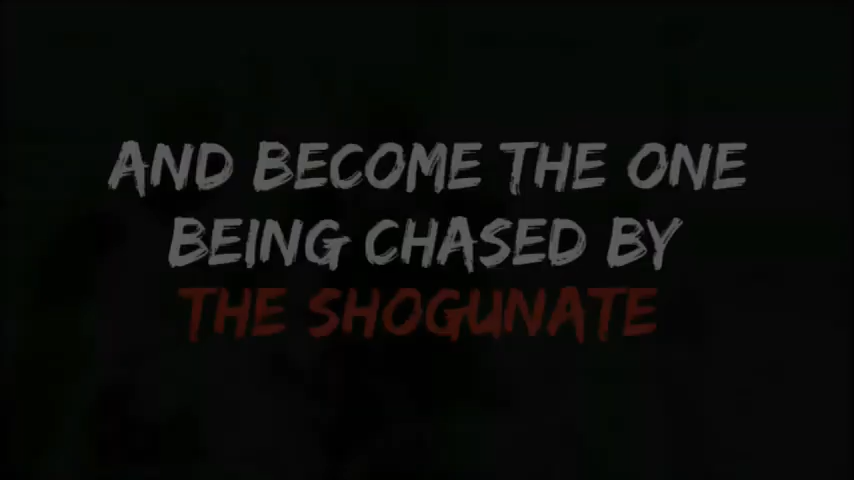 AND BECOME THE ONE
BEING CHASED BY
THE SHOGUNATE